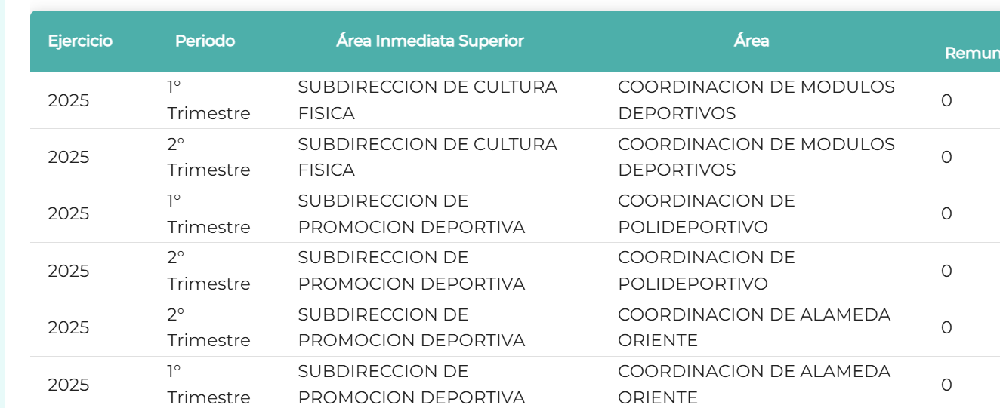 Ejercicio Periodo Área Inmediata Superior Área
Remun
2025 1° Trimestre SUBDIRECCION DE CULTURA FISICA COORDINACION DE MODULOS DEPORTIVOS 0
2025 2° Trimestre SUBDIRECCION DE CULTURA FISICA COORDINACION DE MODULOS DEPORTIVOS 0
2025 1° Trimestre SUBDIRECCION DE PROMOCION DEPORTIVA COORDINACION DE POLIDEPORTIVO 0
2025 2° Trimestre SUBDIRECCION DE PROMOCION DEPORTIVA COORDINACION DE POLIDEPORTIVO 0
2025 2° Trimestre SUBDIRECCION DE PROMOCION DEPORTIVA COORDINACION DE ALAMEDA ORIENTE 0
2025 1° Trimestre SUBDIRECCION DE PROMOCION DEPORTIVA COORDINACION DE ALAMEDA ORIENTE 0